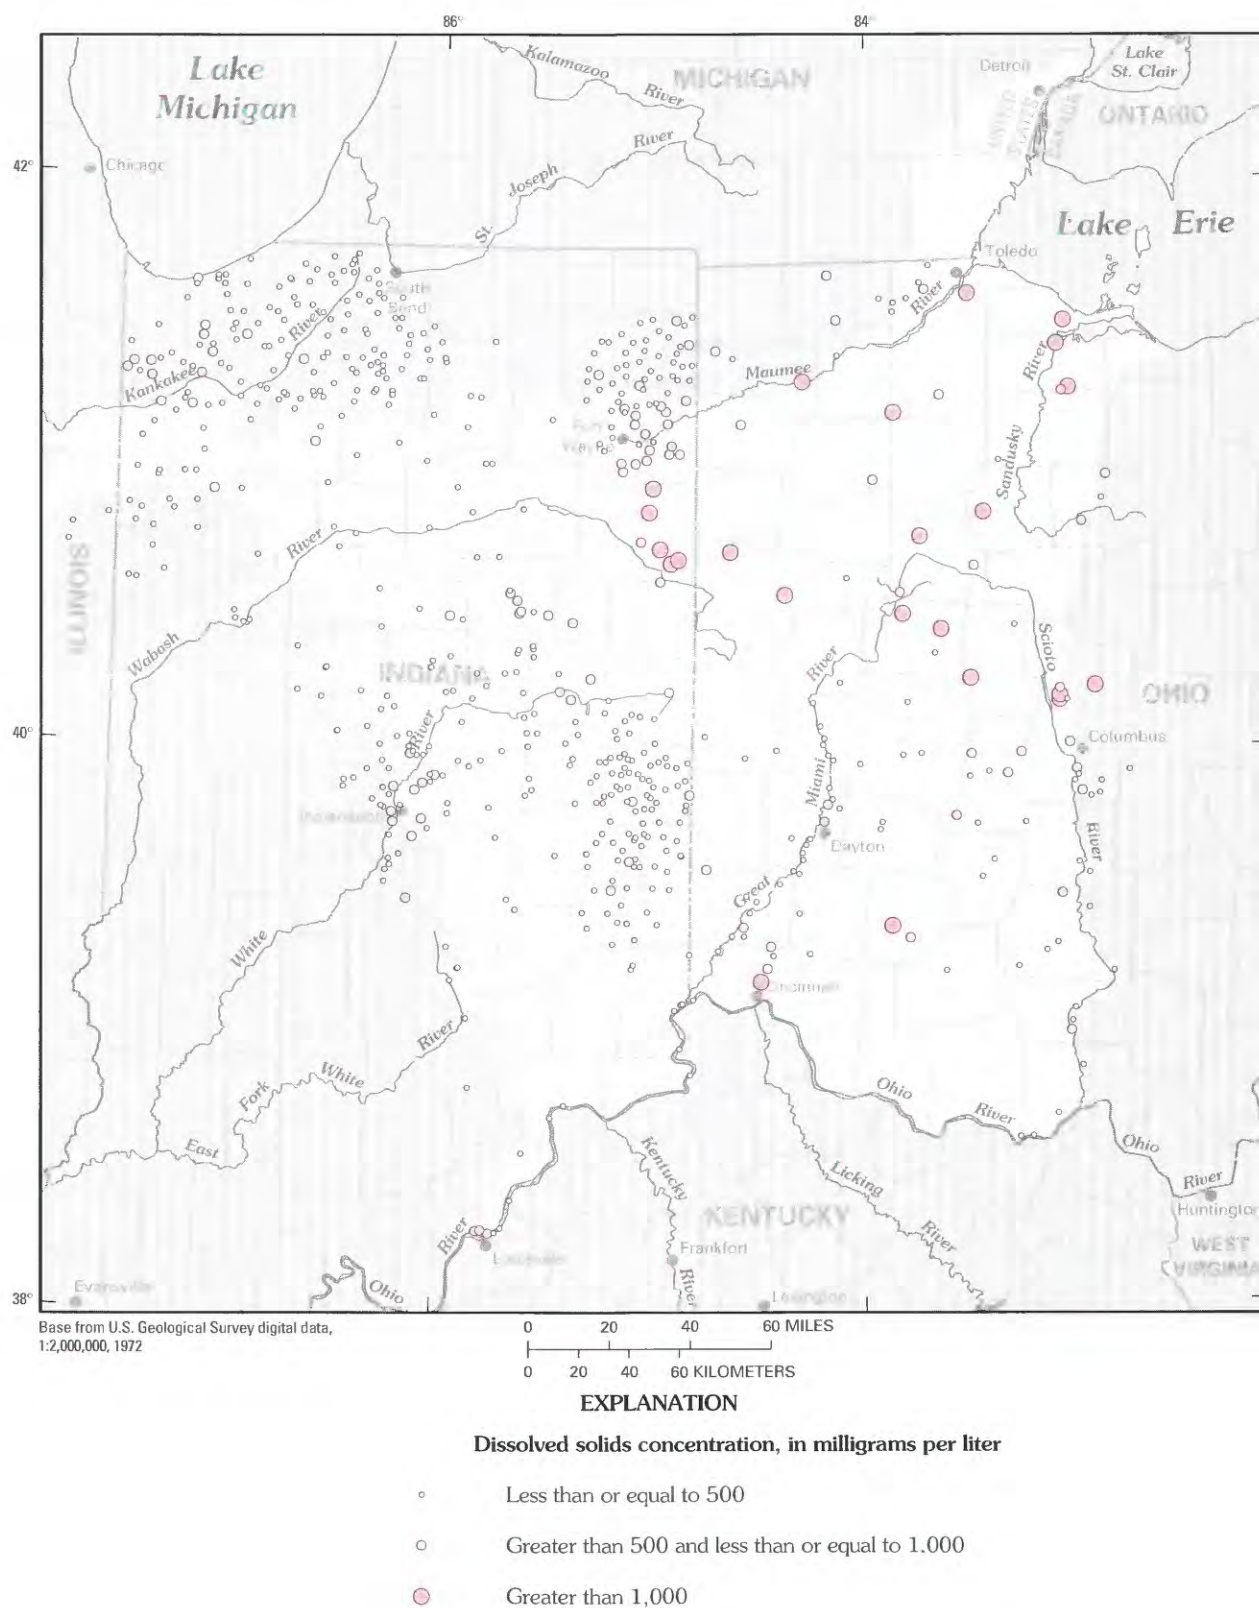 86°
84°
Lake
Michigan
Kalamazoo
River
MICHIGAN
Detroit
Lake
St. Clair
UNITED
STATES
CANADA
ONTARIO
42°
Chicago
St.
Joseph
River
Lake Erie
Toledo
South
Bend
River
Kankakee
Maumee
River
River
Sandusky
Fort
Wayne
ILLINOIS
River
Wabash
INDIANA
River
River
Scioto
OHIO
40°
Columbus
Miami
River
Indianapolis
Dayton
Great
White
Cincinnati
River
White
Fork
East
Ohio
River
Ohio
River
Huntington
Kentucky
Licking
River
KENTUCKY
WEST
VIRGINIA
River
Louisville
Frankfort
River
Evansville
Ohio
Lexington
38°
Base from U.S. Geological Survey digital data,
1:2,000,000, 1972
0 20 40 60 MILES
0 20 40 60 KILOMETERS
EXPLANATION
Dissolved solids concentration, in milligrams per liter
Less than or equal to 500
Greater than 500 and less than or equal to 1.000
Greater than 1,000